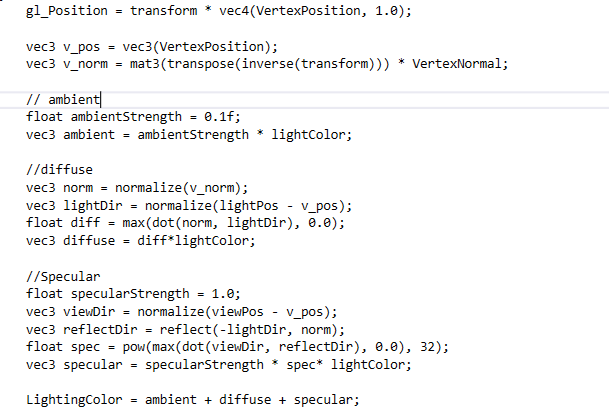 gl_Position = transform * vec4(VertexPosition, 1.0);
vec3 v_pos = vec3(VertexPosition);
vec3 v_norm = mat3(transpose(inverse(transform))) * VertexNormal;
// ambient
float ambientStrength = 0.1f;
vec3 ambient = ambientStrength * lightColor;
//diffuse
vec3 norm = normalize(v_norm);
vec3 lightDir = normalize(lightPos - v_pos);
float diff = max(dot(norm, lightDir), 0.0);
vec3 diffuse = diff*lightColor;
//Specular
float specularStrength = 1.0;
vec3 viewDir = normalize(viewPos - v_pos);
vec3 reflectDir = reflect(-lightDir, norm);
float spec = pow(max(dot(viewDir, reflectDir), 0.0), 32);
vec3 specular = specularStrength * spec* lightColor;
LightingColor = ambient + diffuse + specular;